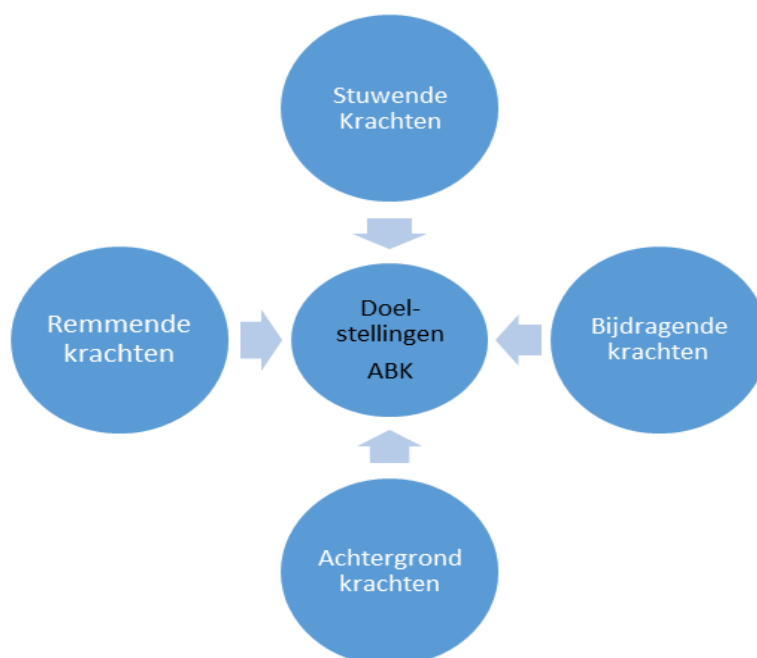 Stuwende
Krachten
Remmende
krachten
Doel-
stellingen
ABK
Bijdragende
krachten
Achtergrond
krachten